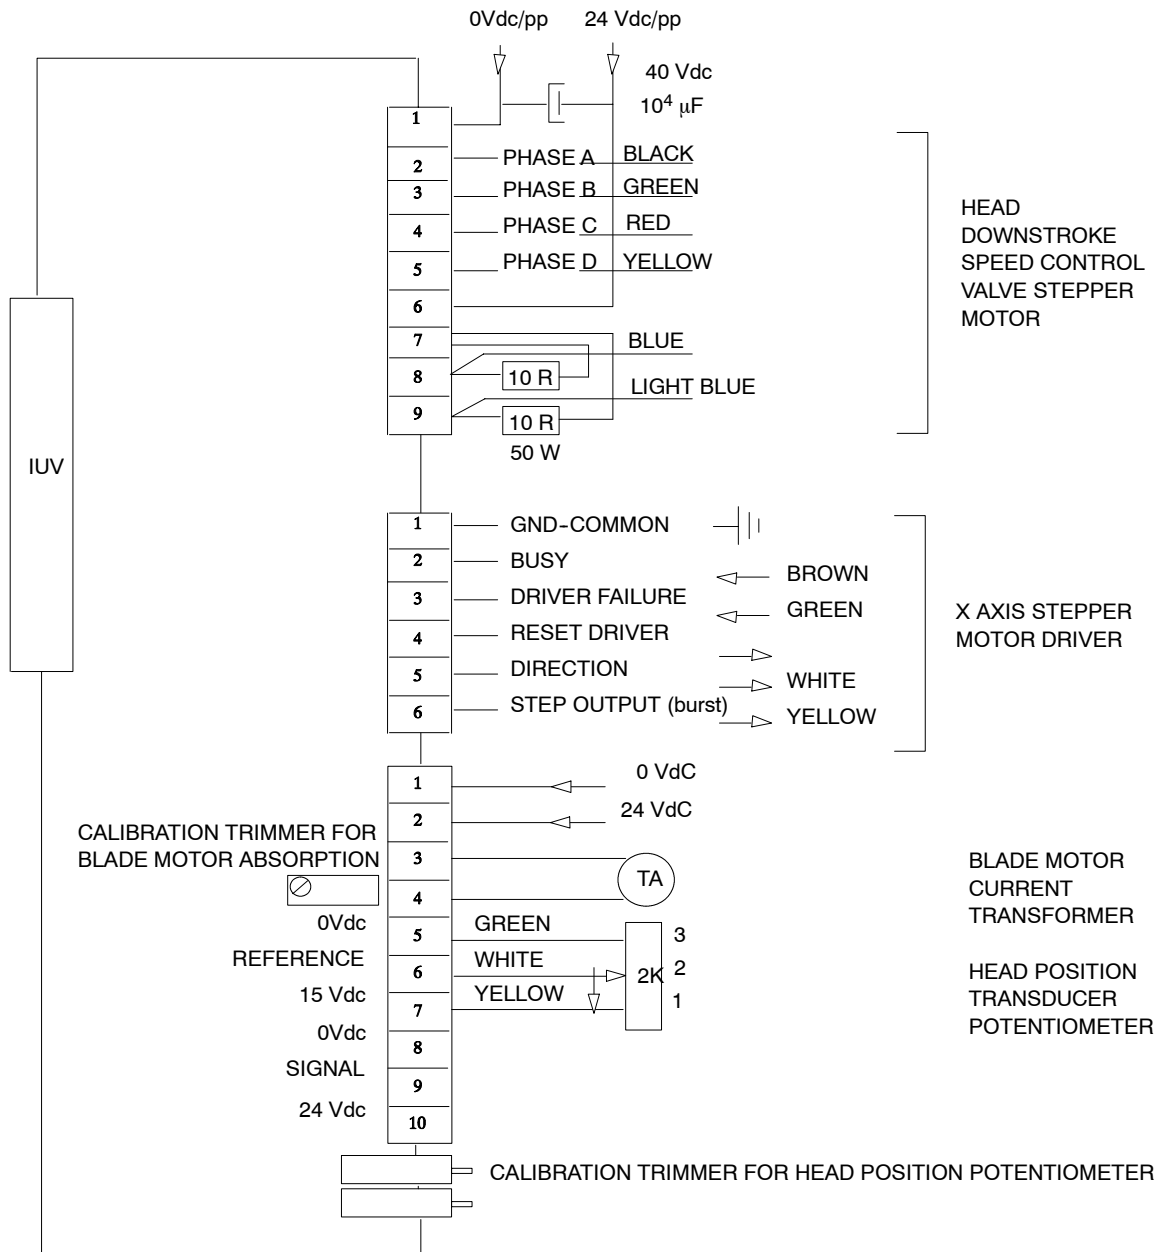 0Vdc/pp 24 Vdc/pp
40 Vdc
10⁴ μF
1
2 PHASE A BLACK
3 PHASE B GREEN
4 PHASE C RED
5 PHASE D YELLOW
6
7
BLUE
8 10 R
LIGHT BLUE
9 10 R
50 W
HEAD
DOWNSTROKE
SPEED CONTROL
VALVE STEPPER
MOTOR
IUV
1 GND-COMMON
2 BUSY
BROWN
3 DRIVER FAILURE
GREEN
4 RESET DRIVER
5 DIRECTION
WHITE
6 STEP OUTPUT (burst)
YELLOW
X AXIS STEPPER
MOTOR DRIVER
1 0 VdC
2 24 VdC
CALIBRATION TRIMMER FOR
BLADE MOTOR ABSORPTION
3
TA
4
BLADE MOTOR
CURRENT
TRANSFORMER
0Vdc
5 GREEN 3
REFERENCE
6 WHITE 2K 2
15 Vdc
7 YELLOW 1
HEAD POSITION
TRANSDUCER
POTENTIOMETER
0Vdc
8
SIGNAL
9
24 Vdc
10
CALIBRATION TRIMMER FOR HEAD POSITION POTENTIOMETER